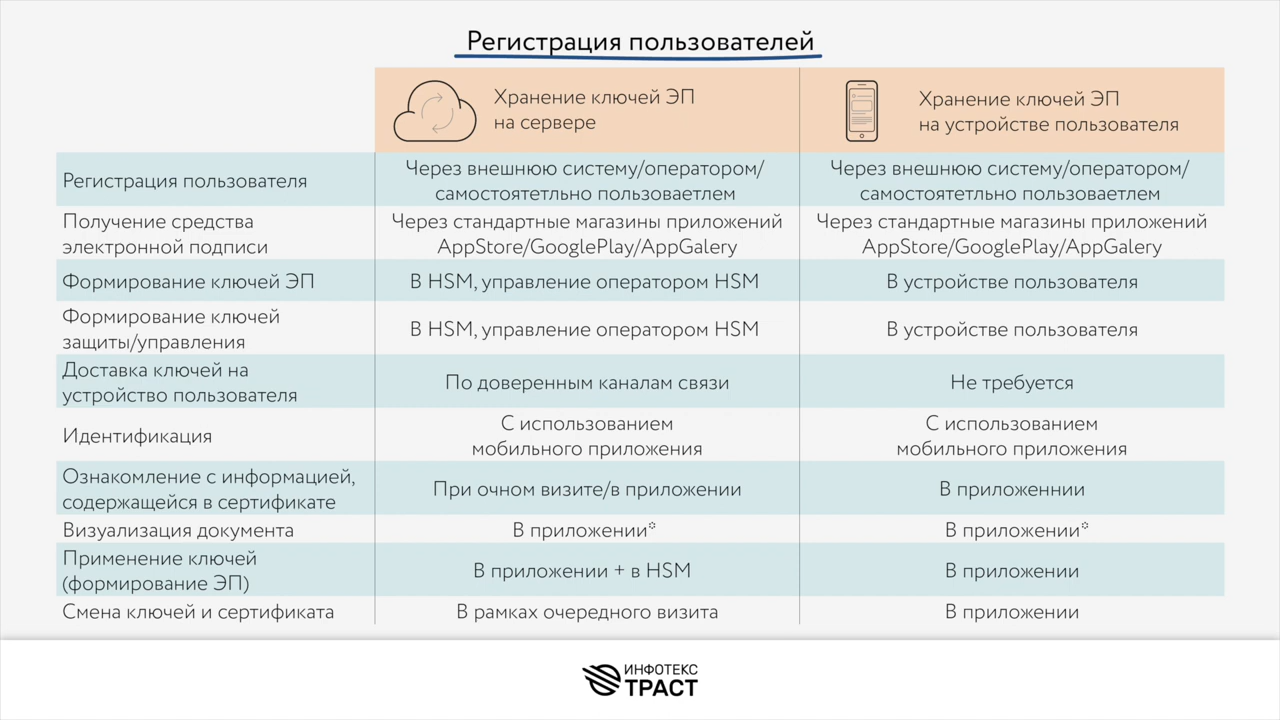 Регистрация пользователей
Хранение ключей ЭП
на сервере
Хранение ключей ЭП
на устройстве пользователя
Регистрация пользователя
Через внешнюю систему/оператором/
самостоятетльно пользоваетлем
Через внешнюю систему/оператором/
самостоятетльно пользоваетлем
Получение средства
электронной подписи
Через стандартные магазины приложений
AppStore/GooglePlay/AppGalery
Через стандартные магазины приложений
AppStore/GooglePlay/AppGalery
Формирование ключей ЭП
В HSM, управление оператором HSM
В устройстве пользователя
Формирование ключей
защиты/управления
В HSM, управление оператором HSM
В устройстве пользователя
Доставка ключей на
устройство пользователя
По доверенным каналам связи
Не требуется
Идентификация
С использованием
мобильного приложения
С использованием
мобильного приложения
Ознакомление с информацией,
содержащейся в сертификате
При очном визите/в приложении
В приложеннии
Визуализация документа
В приложении*
В приложении*
Применение ключей
(формирование ЭП)
В приложении + в HSM
В приложении
Смена ключей и сертификата
В рамках очередного визита
В приложении
ИНФОТЕКС
ТРАСТ